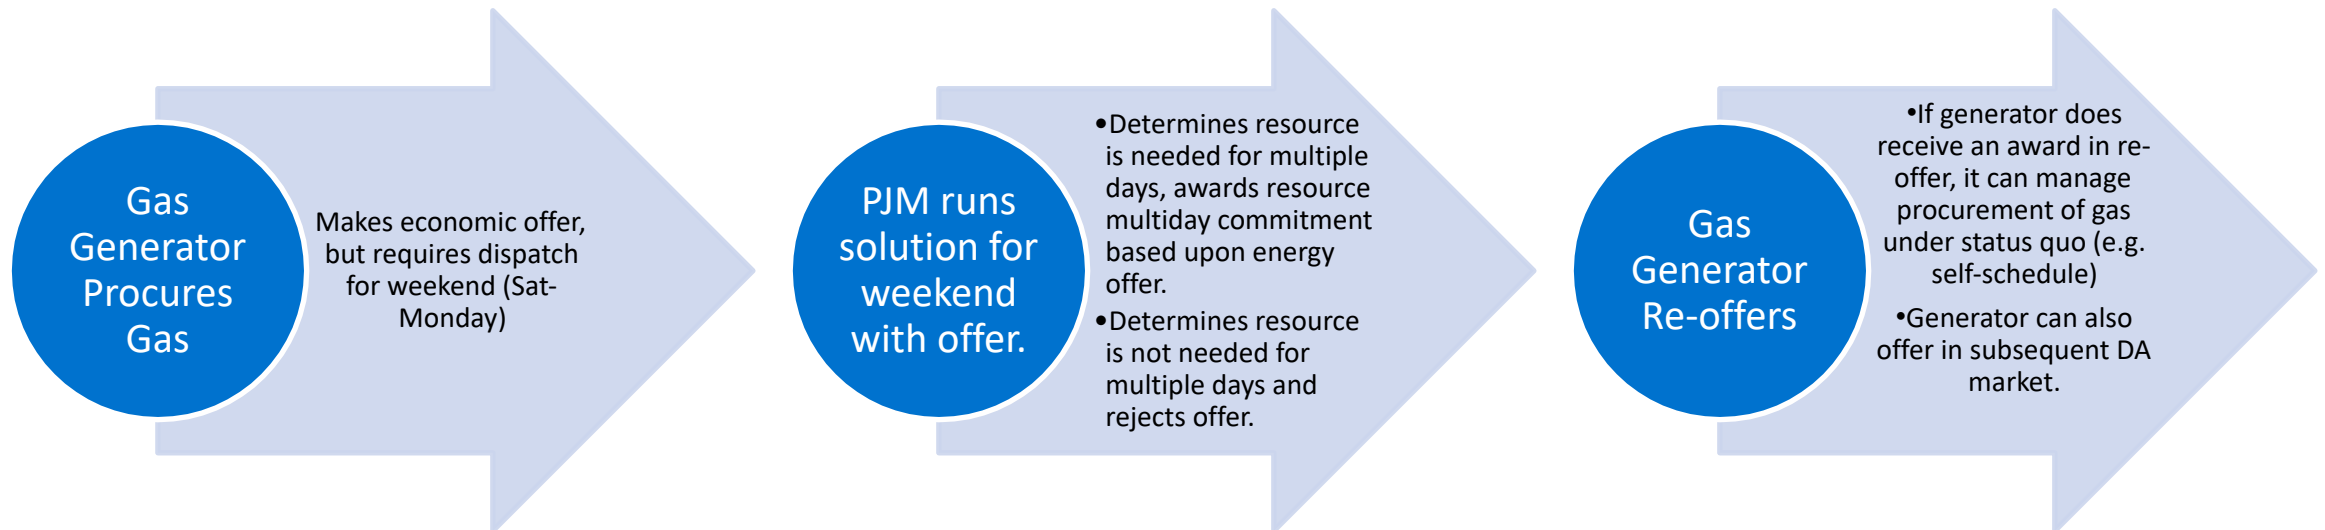 Gas
Generator
Procures
Gas
Makes economic offer,
but requires dispatch
for weekend (Sat-
Monday)
PJM runs
solution for
weekend
with offer.
•Determines resource
is needed for multiple
days, awards resource
multiday commitment
based upon energy
offer.
•Determines resource
is not needed for
multiple days and
rejects offer.
Gas
Generator
Re-offers
•If generator does
receive an award in re-
offer, it can manage
procurement of gas
under status quo (e.g.
self-schedule)
•Generator can also
offer in subsequent DA
market.